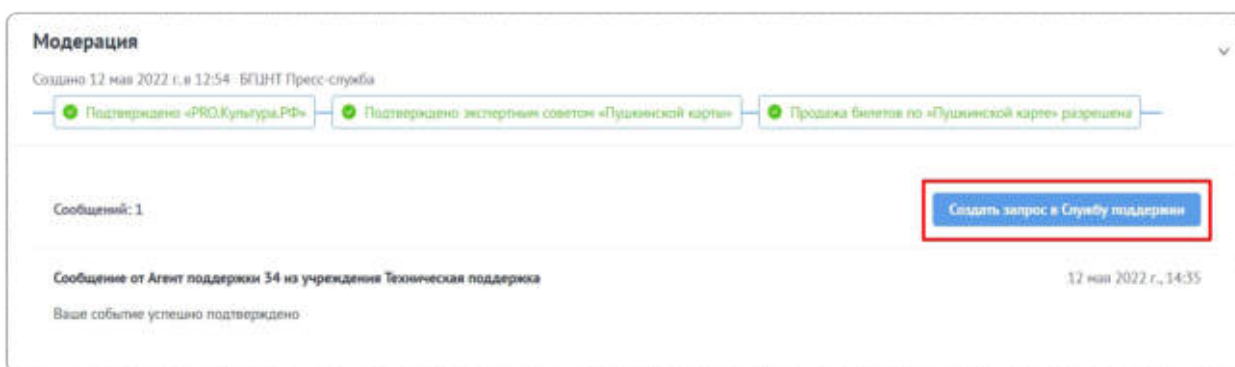 Модерация
Создано 12 мая 2022 г. в 12:54 БГЦНТ Пресс-служба
Подтверждено «PRO.Культура.РФ» Подтверждено экспертным советом «Пушкинской карты» Продажа билетов по «Пушкинской карте» разрешена
Сообщений: 1 Создать запрос в Службу поддержки
Сообщение от Агент поддержки 34 из учреждения Техническая поддержка 12 мая 2022 г., 14:35
Ваше событие успешно подтверждено